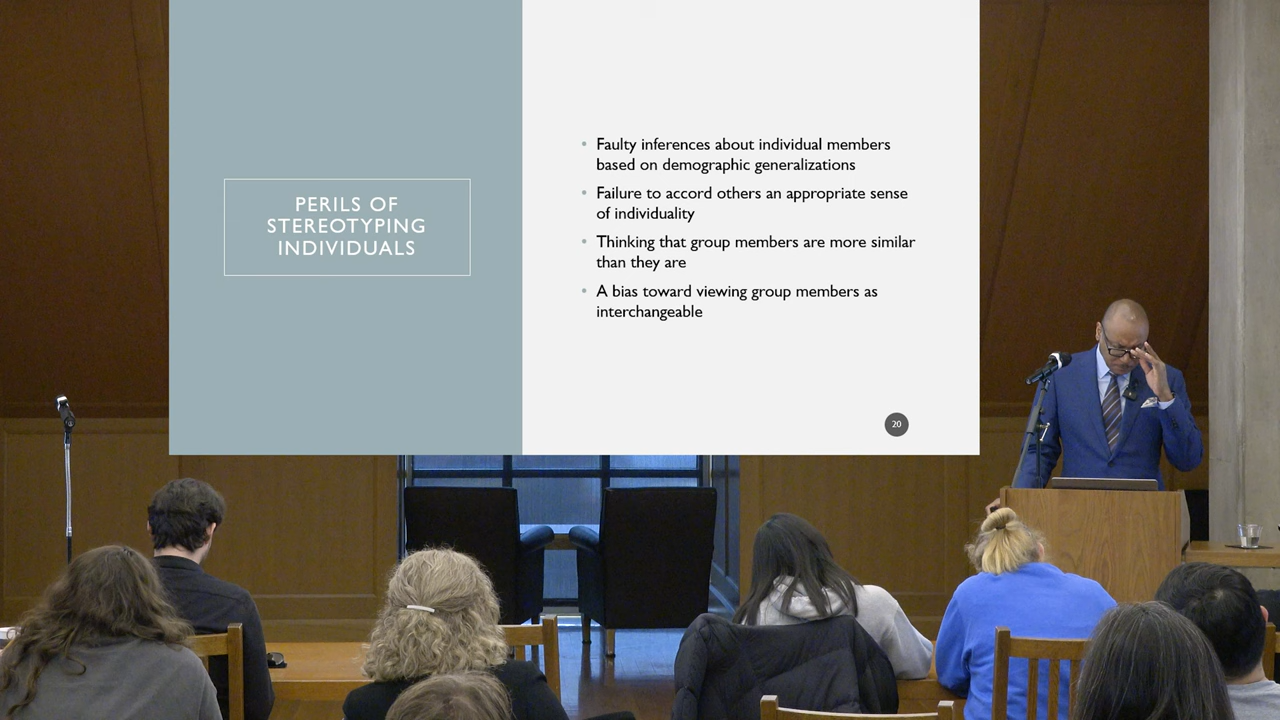 PERILS OF
STEREOTYPING
INDIVIDUALS
• Faulty inferences about individual members
based on demographic generalizations
• Failure to accord others an appropriate sense
of individuality
• Thinking that group members are more similar
than they are
• A bias toward viewing group members as
interchangeable
20